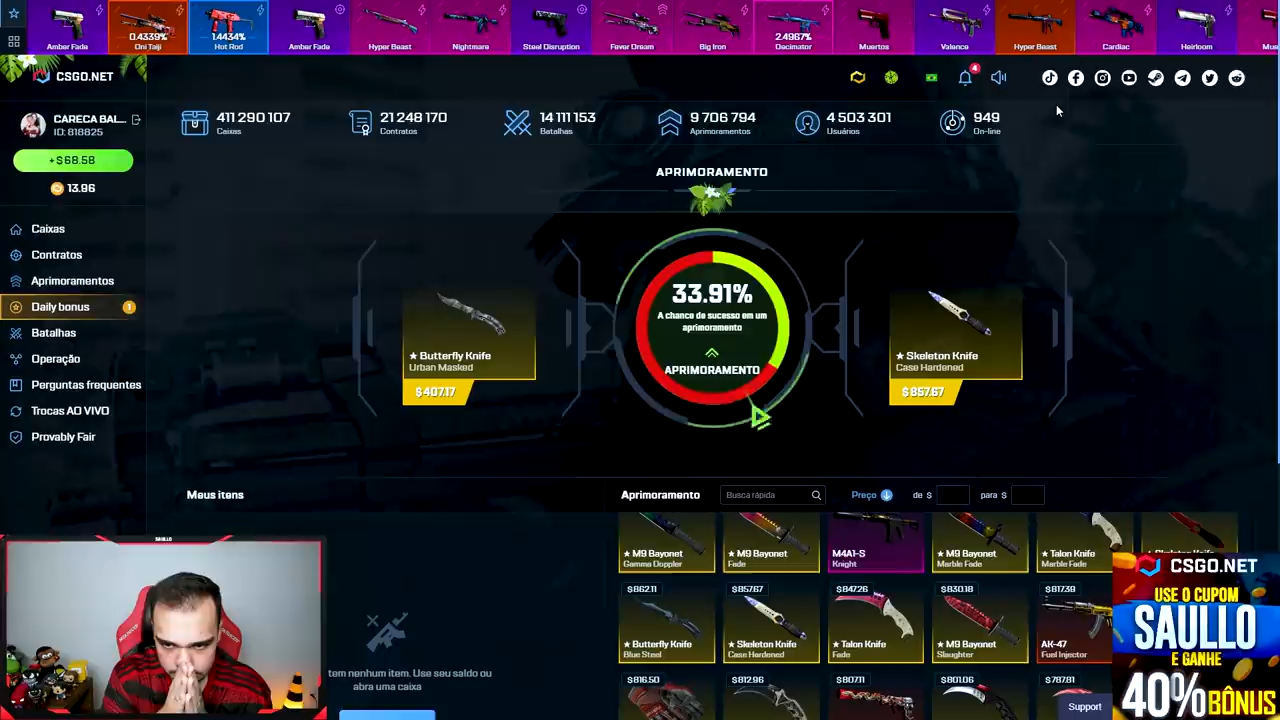 Amber Fade
0.4339%
Oni Taiji
1.4434%
Hot Rod
Amber Fade
Hyper Beast
Nightmare
Steel Disruption
Fever Dream
Big Iron
2.4967%
Decimator
Muertos
Valence
Hyper Beast
Cardiac
Heirloom
CSGO.NET
4
CARECA BAL...
ID: 818825
+$68.58
13.96
411 290 107
Caixas
21 248 170
Contratos
14 111 153
Batalhas
9 706 794
Aprimoramentos
4 503 301
Usuários
949
On-line
Caixas
Contratos
Aprimoramentos
Daily bonus
1
Batalhas
Operação
Perguntas frequentes
Trocas AO VIVO
Provably Fair
APRIMORAMENTO
★ Butterfly Knife
Urban Masked
$407.17
33.91%
A chance de sucesso em um
aprimoramento
APRIMORAMENTO
★ Skeleton Knife
Case Hardened
$857.67
Meus itens
Aprimoramento
Busca rápida
Preço
de $
para $
★ M9 Bayonet
Gamma Doppler
★ M9 Bayonet
Fade
M4A1-S
Knight
★ M9 Bayonet
Marble Fade
★ Talon Knife
Marble Fade
★ Skeleton Knife
$862.11
★ Butterfly Knife
Blue Steel
$857.67
★ Skeleton Knife
Case Hardened
$847.26
★ Talon Knife
Fade
$830.18
★ M9 Bayonet
Slaughter
$817.39
AK-47
Fuel Injector
$816.50
$812.96
$807.11
$801.06
$787.81
SAULLO
tem nenhum item. Use seu saldo ou
abra uma caixa
CSGO.NET
USE O CUPOM
SAULLO
E GANHE
40% BÔNUS
Support